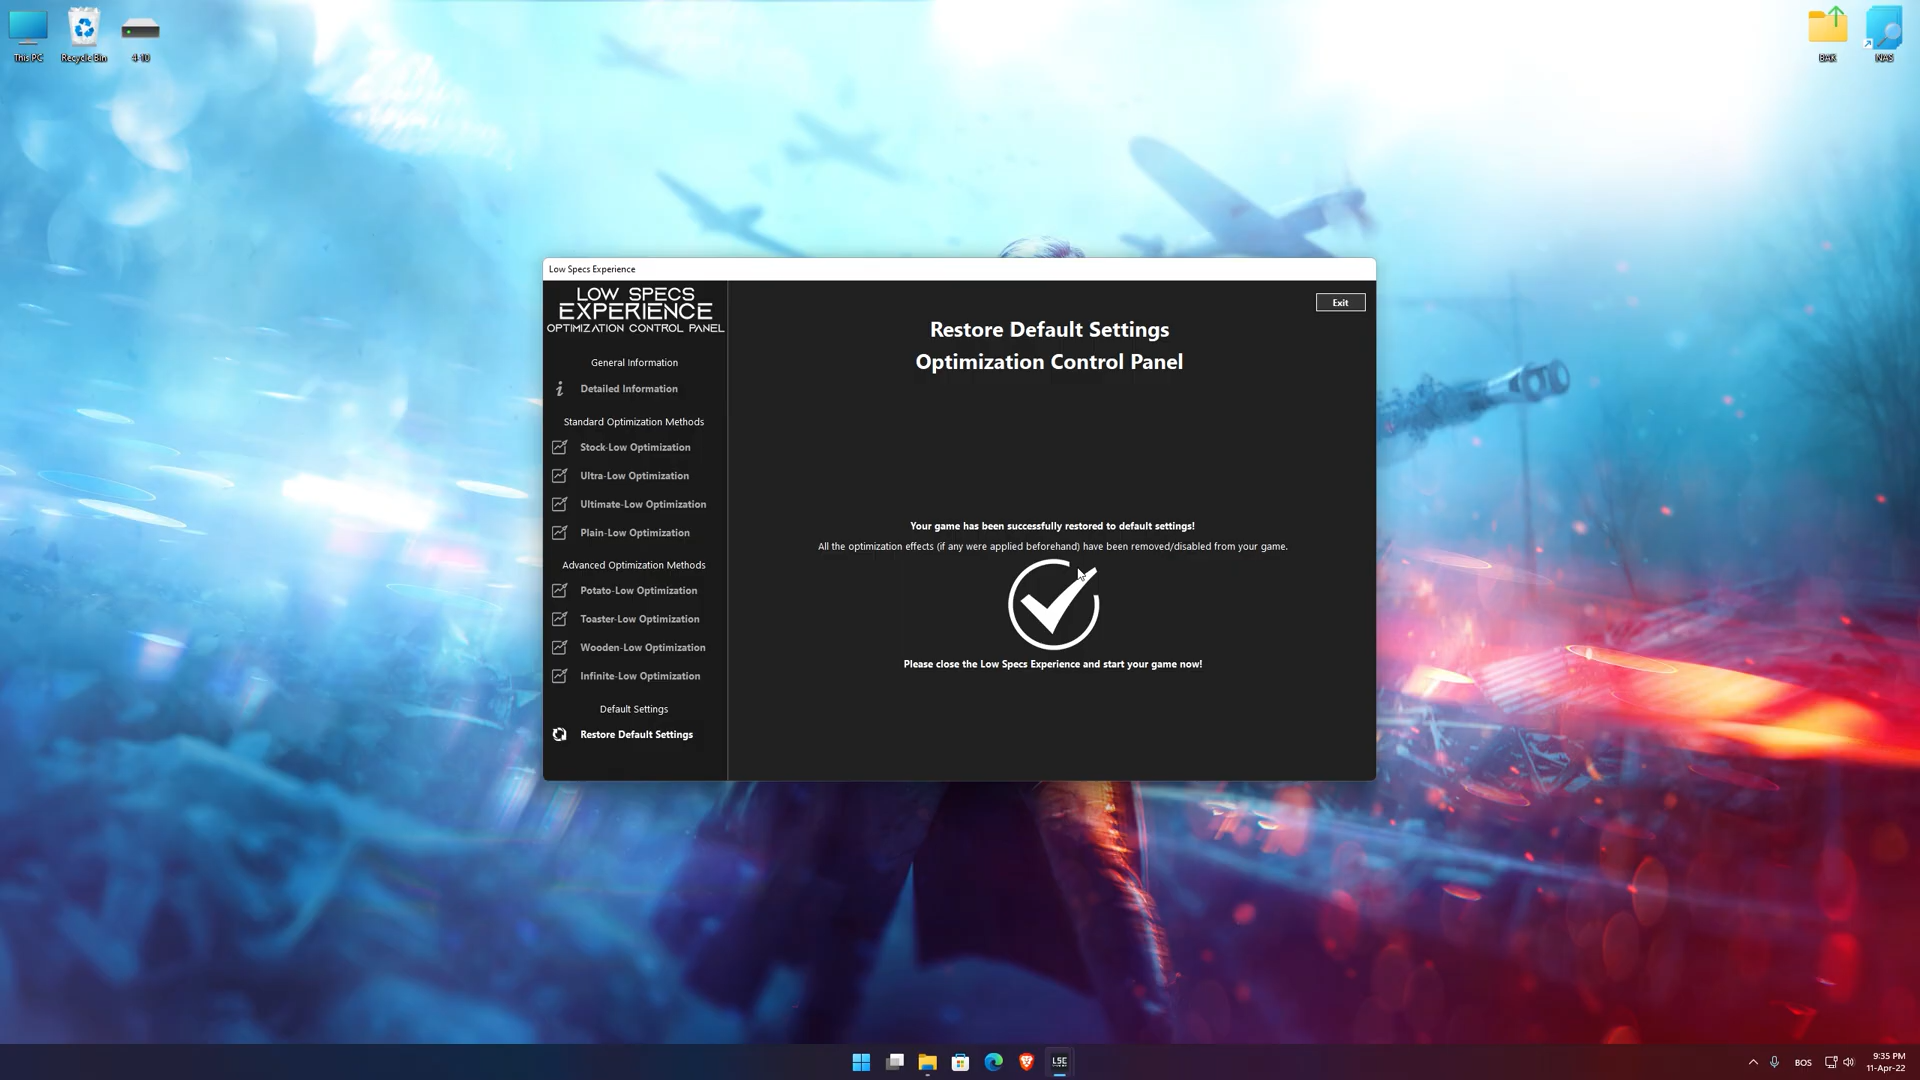 This PC
Recycle Bin
4-10
BAK
NAS
Low Specs Experience
LOW SPECS
EXPERIENCE
OPTIMIZATION CONTROL PANEL
General Information
Detailed Information
Standard Optimization Methods
Stock-Low Optimization
Ultra-Low Optimization
Ultimate-Low Optimization
Plain-Low Optimization
Advanced Optimization Methods
Potato-Low Optimization
Toaster-Low Optimization
Wooden-Low Optimization
Infinite-Low Optimization
Default Settings
Restore Default Settings
Exit
Restore Default Settings
Optimization Control Panel
Your game has been successfully restored to default settings!
All the optimization effects (if any were applied beforehand) have been removed/disabled from your game.
Please close the Low Specs Experience and start your game now!
LSE
BOS
9:35 PM
11-Apr-22